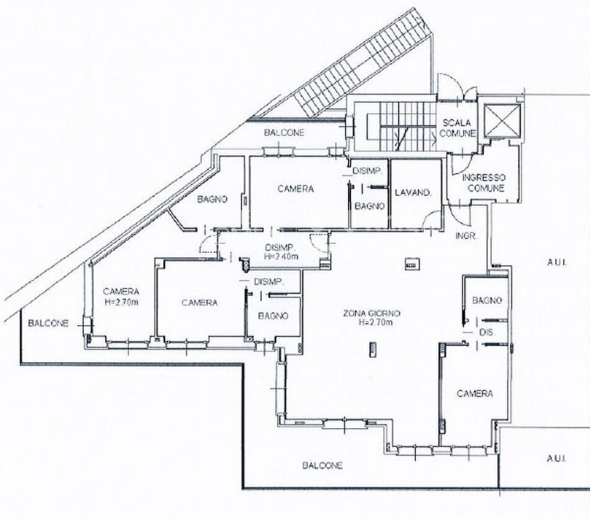 SCALA
COMUNE
BALCONE
INGRESSO
COMUNE
DISIMP.
CAMERA
LAVAND.
BAGNO
BAGNO
INGR.
DISIMP.
H=2.40m
A.U.I.
DISIMP.
CAMERA
H=2.70m
CAMERA
BAGNO
ZONA GIORNO
H=2.70m
BAGNO
BALCONE
DIS.
CAMERA
BALCONE
A.U.I.